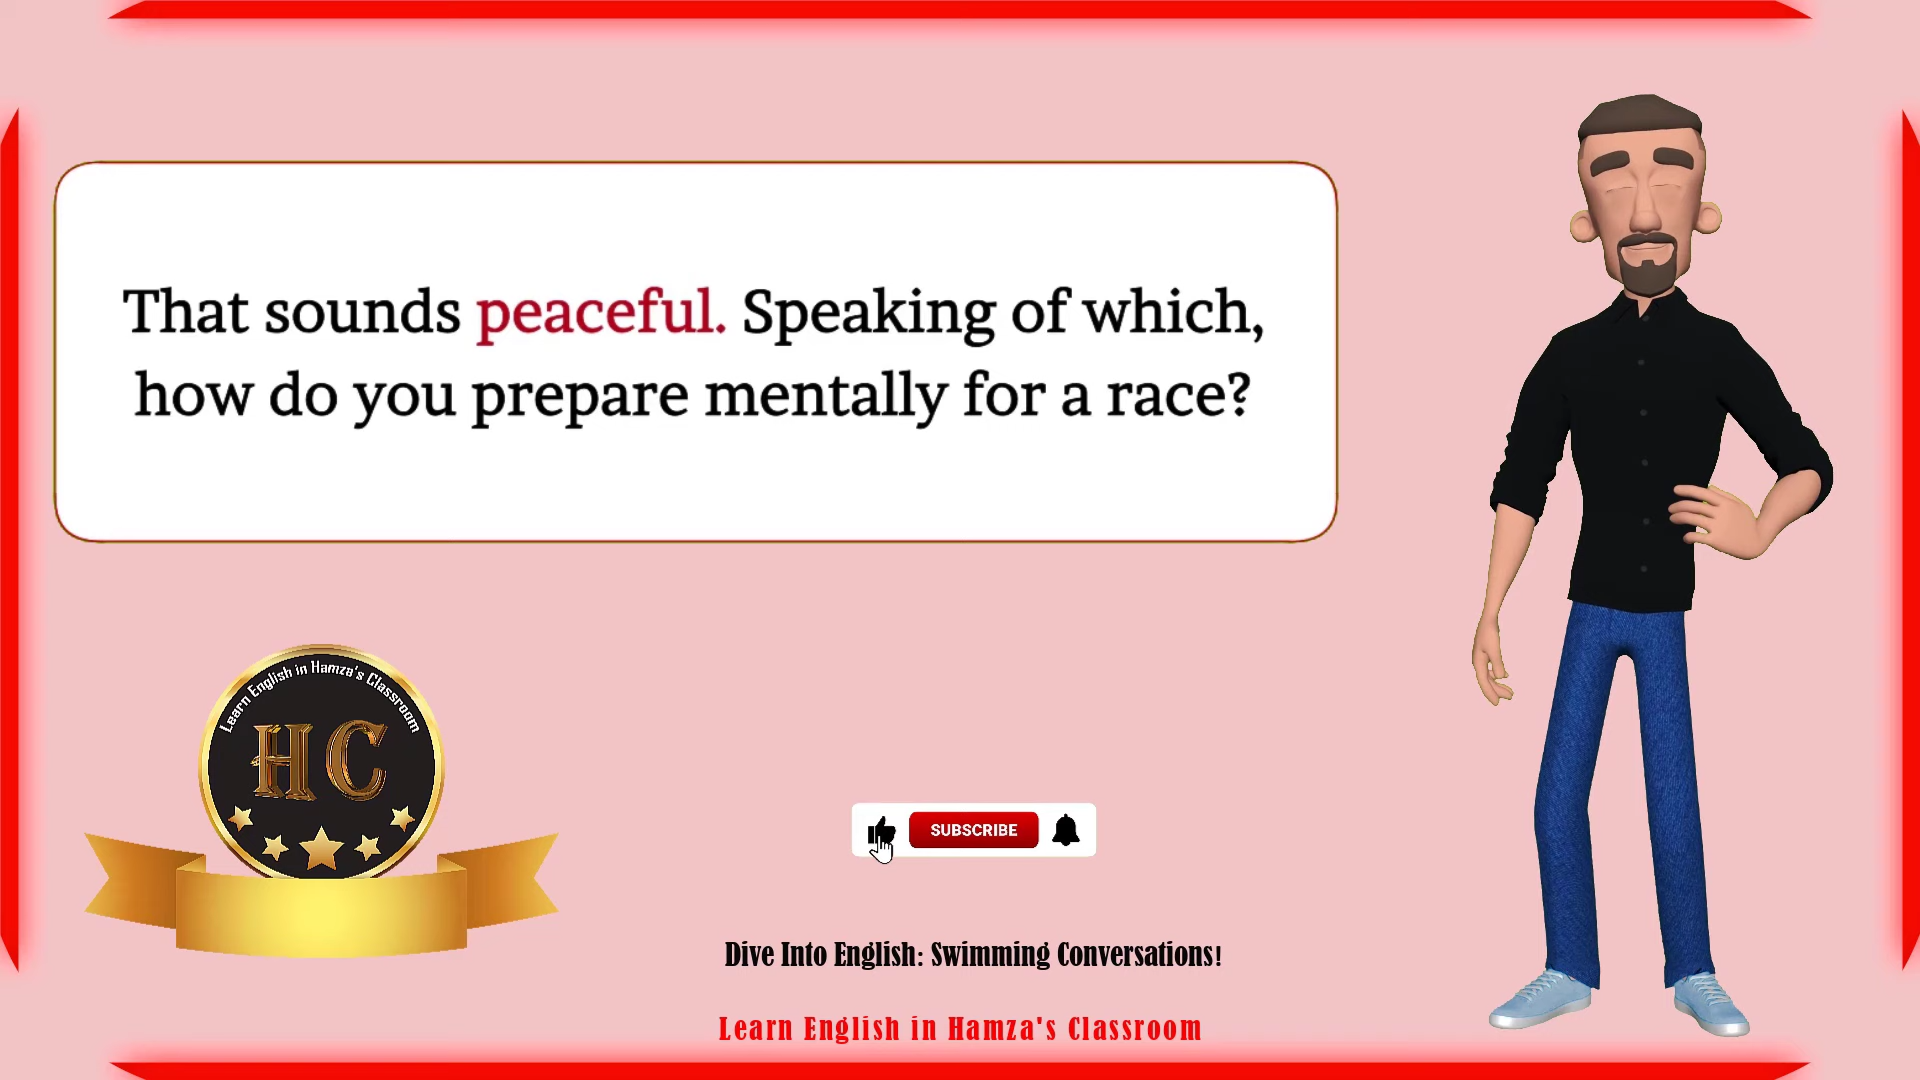 That sounds peaceful. Speaking of which,
how do you prepare mentally for a race?
Learn English in Hamza's Classroom
HC
SUBSCRIBE
Dive Into English: Swimming Conversations!
Learn English in Hamza's Classroom